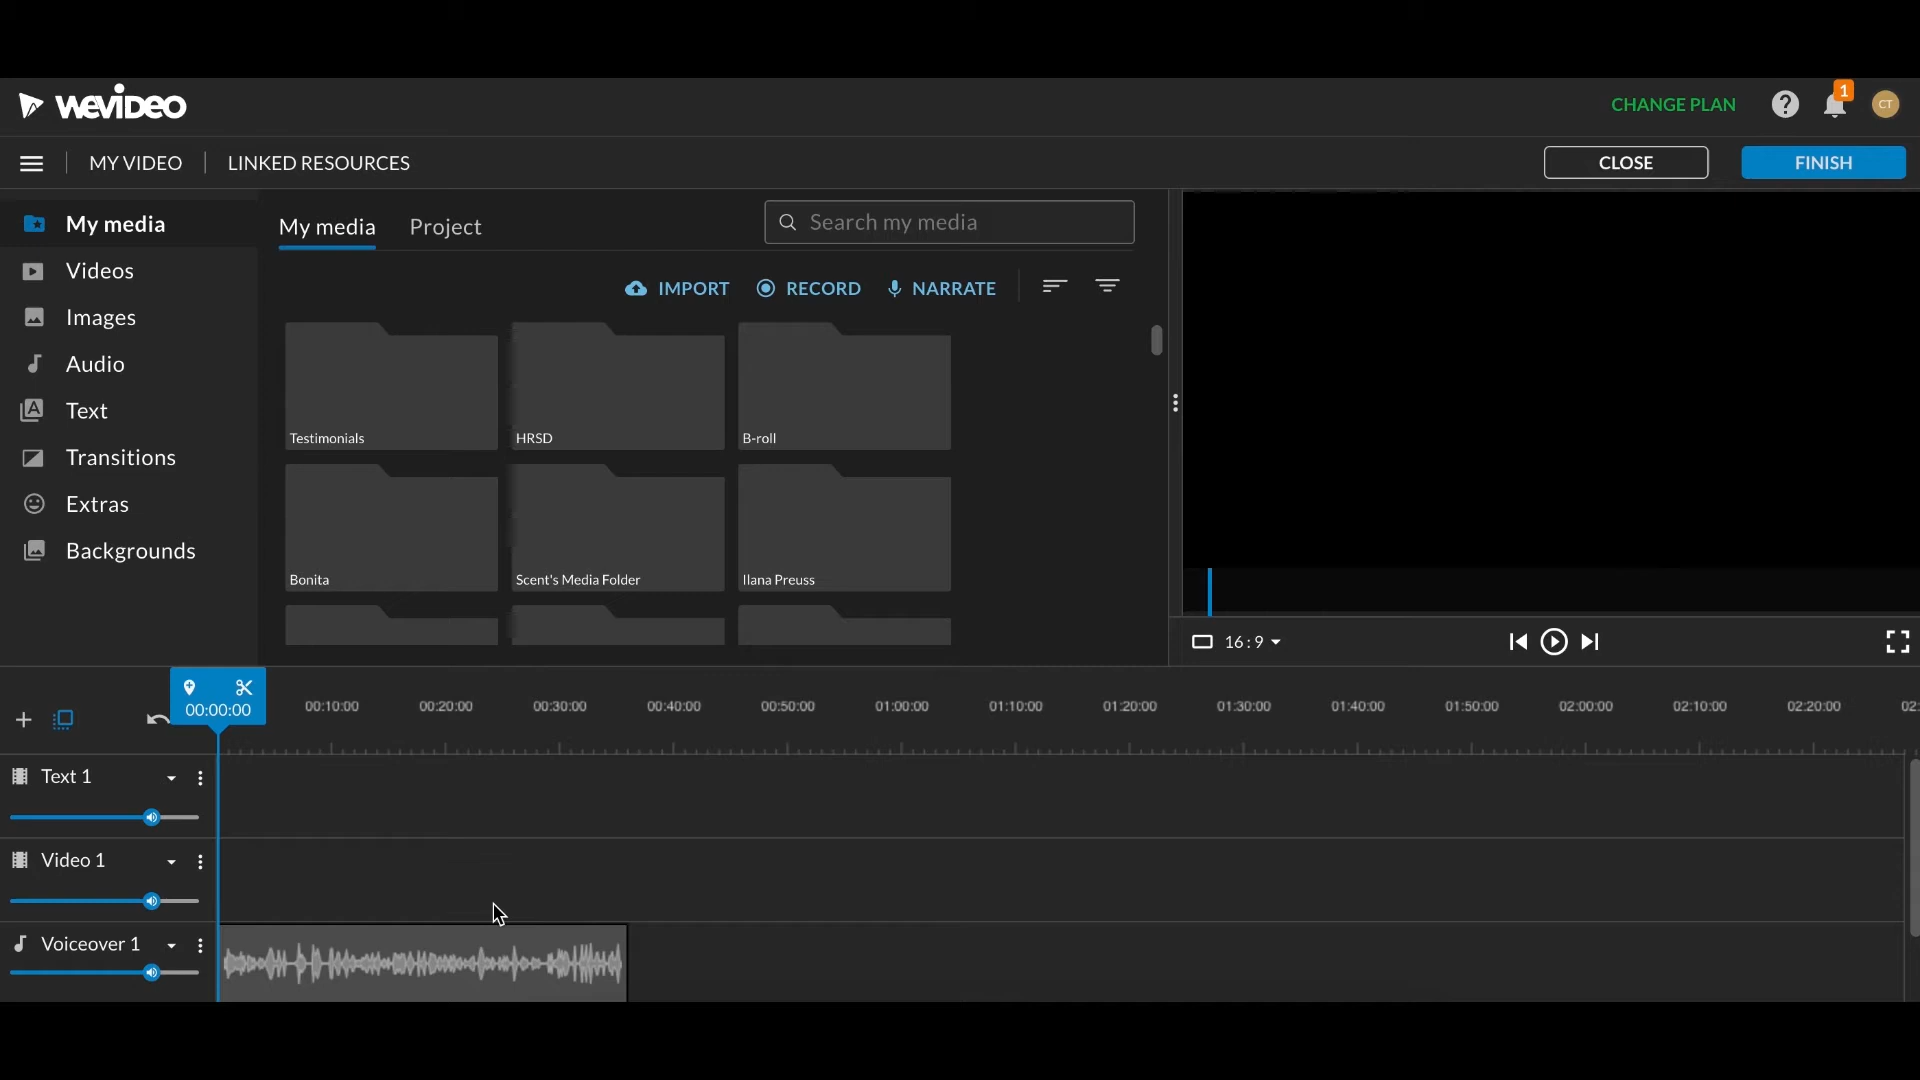 WEVIDEO
CHANGE PLAN
1
CT
MY VIDEO
LINKED RESOURCES
CLOSE
FINISH
My media
Videos
Images
Audio
Text
Transitions
Extras
Backgrounds
My media
Project
Search my media
IMPORT
RECORD
NARRATE
Testimonials
HRSD
B-roll
Bonita
Scent's Media Folder
Ilana Preuss
16:9
00:00:00
00:10:00
00:20:00
00:30:00
00:40:00
00:50:00
01:00:00
01:10:00
01:20:00
01:30:00
01:40:00
01:50:00
02:00:00
02:10:00
02:20:00
02:
Text 1
Video 1
Voiceover 1